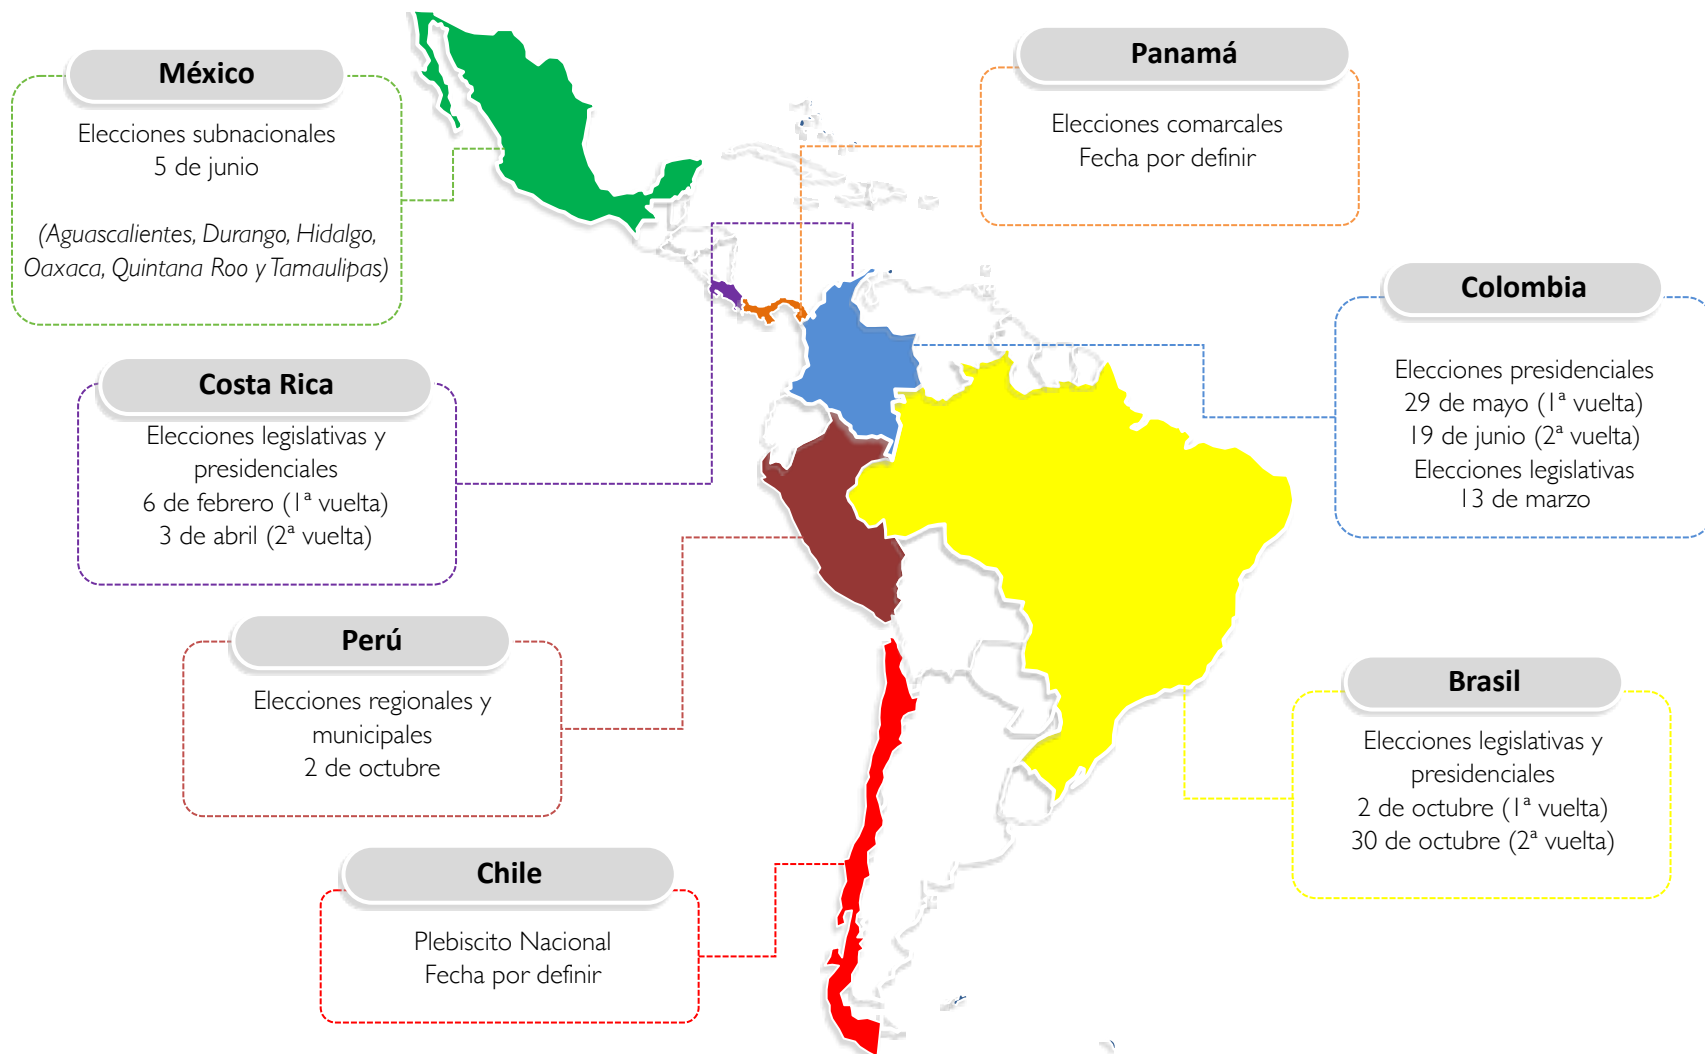 México
Elecciones subnacionales
5 de junio
(Aguascalientes, Durango, Hidalgo,
Oaxaca, Quintana Roo y Tamaulipas)
Panamá
Elecciones comarcales
Fecha por definir
Colombia
Elecciones presidenciales
29 de mayo (1ª vuelta)
19 de junio (2ª vuelta)
Elecciones legislativas
13 de marzo
Costa Rica
Elecciones legislativas y
presidenciales
6 de febrero (1ª vuelta)
3 de abril (2ª vuelta)
Perú
Elecciones regionales y
municipales
2 de octubre
Brasil
Elecciones legislativas y
presidenciales
2 de octubre (1ª vuelta)
30 de octubre (2ª vuelta)
Chile
Plebiscito Nacional
Fecha por definir